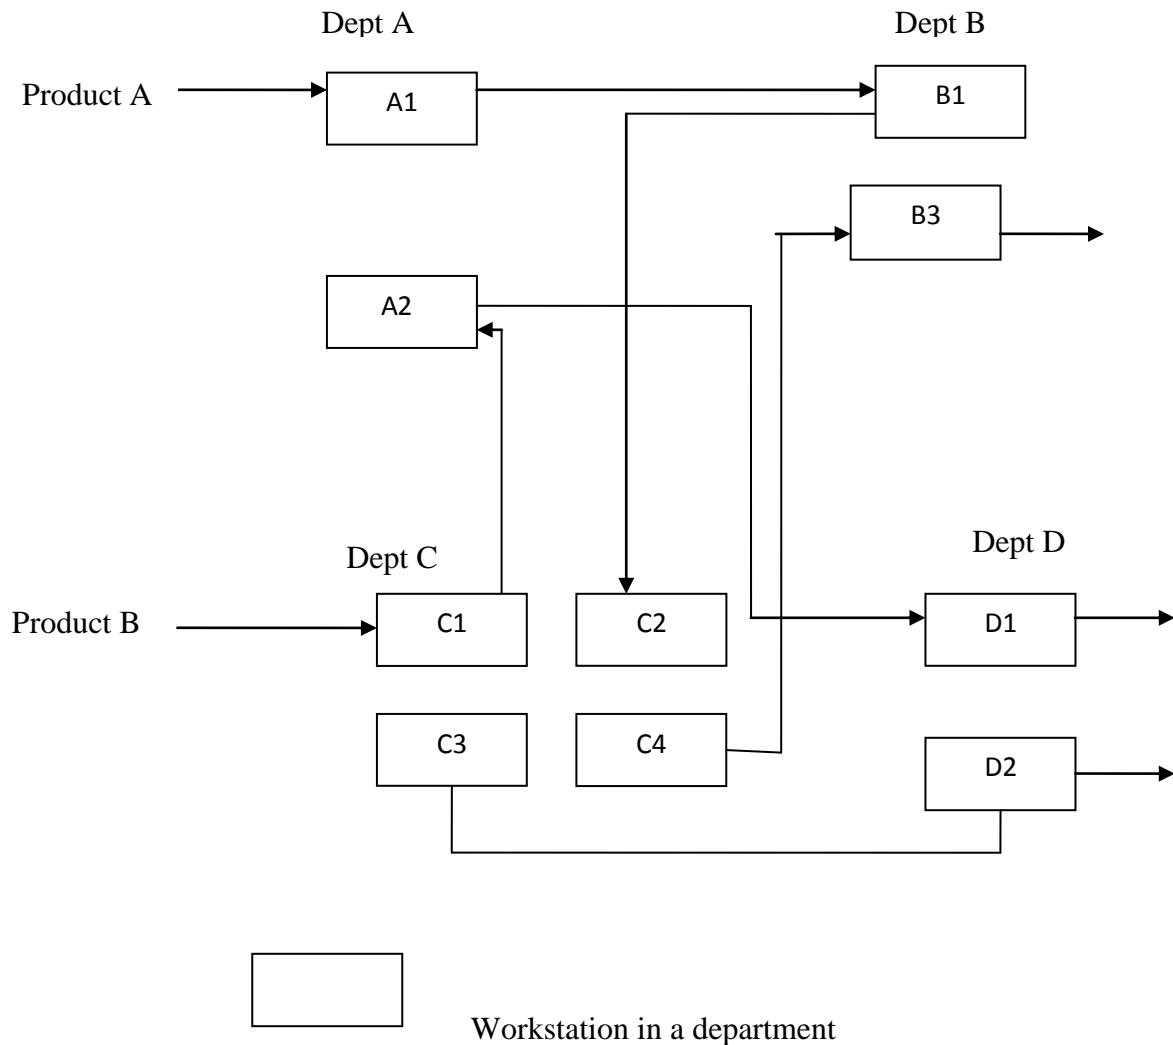 Dept A
Dept B
Product A
A1
B1
B3
A2
Dept C
Dept D
Product B
C1
C2
D1
C3
C4
D2
Workstation in a department